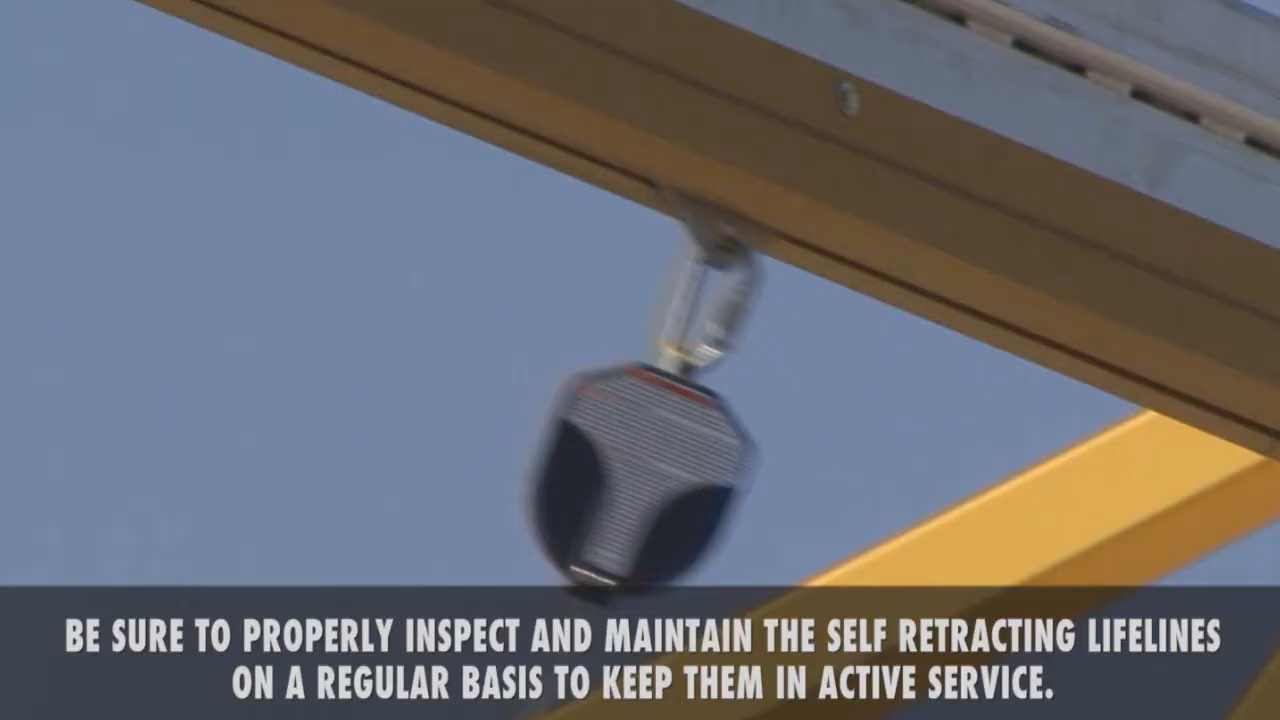 BE SURE TO PROPERLY INSPECT AND MAINTAIN THE SELF RETRACTING LIFELINES
ON A REGULAR BASIS TO KEEP THEM IN ACTIVE SERVICE.